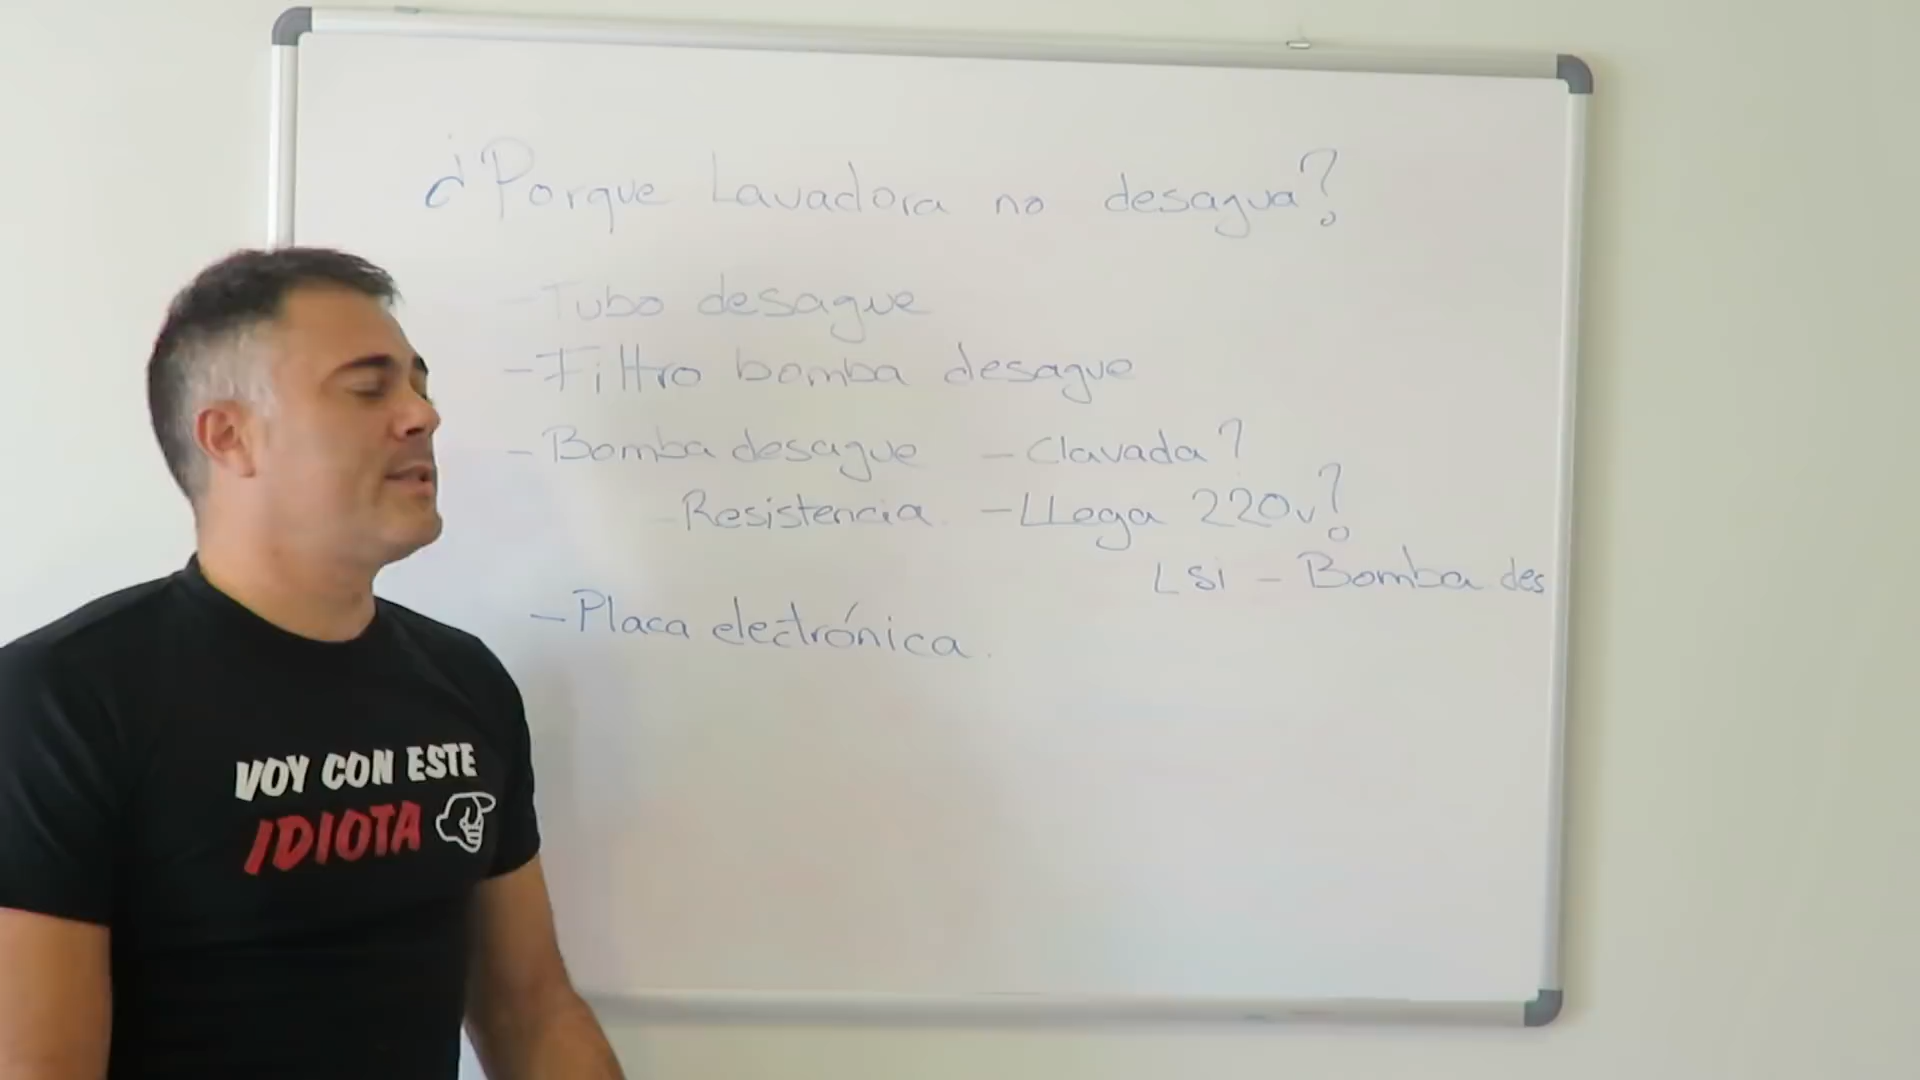 ¿Porque Lavadora no desagua?
- Tubo desague
- Filtro bomba desague
- Bomba desague - Clavada?
Resistencia. - LLega 220v?
LSi - Bomba des
- Placa electrónica.
VOY CON ESTE
IDIOTA